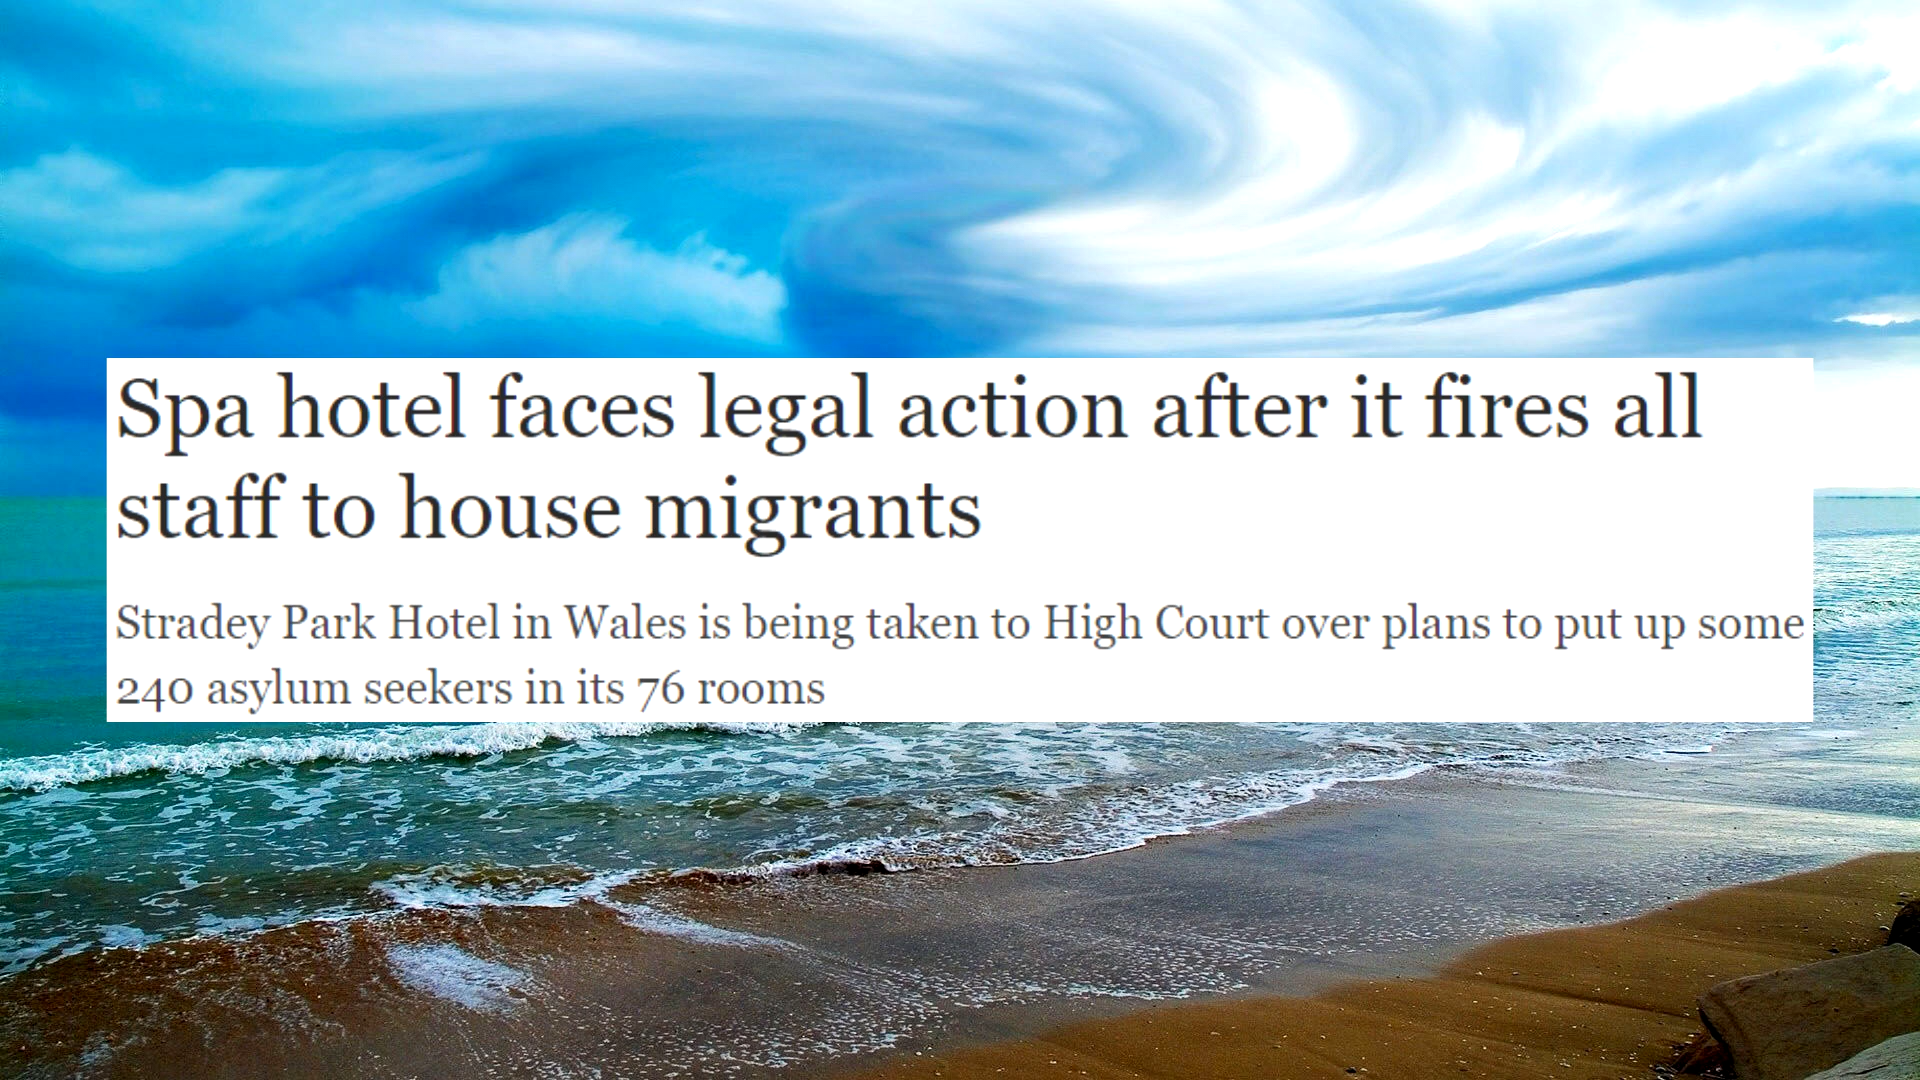 Spa hotel faces legal action after it fires all
staff to house migrants
Stradey Park Hotel in Wales is being taken to High Court over plans to put up some
240 asylum seekers in its 76 rooms